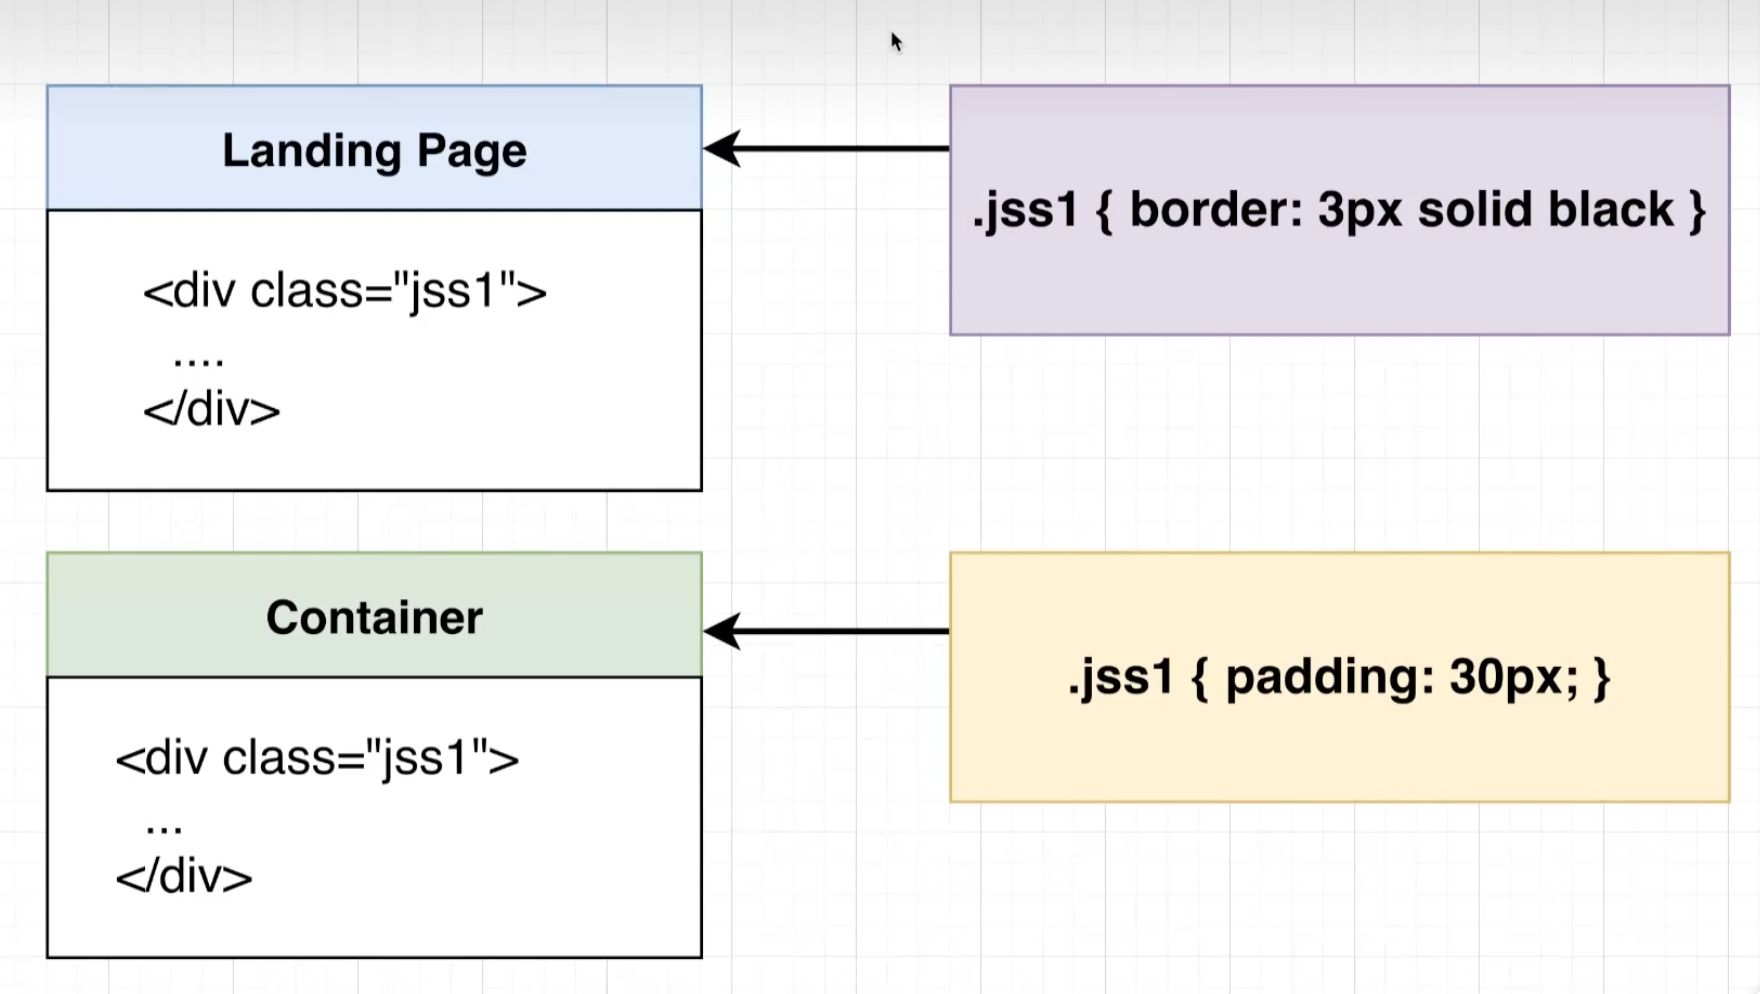 Landing Page
<div class="jss1">
....
</div>
.jss1 { border: 3px solid black }
Container
<div class="jss1">
...
</div>
.jss1 { padding: 30px; }